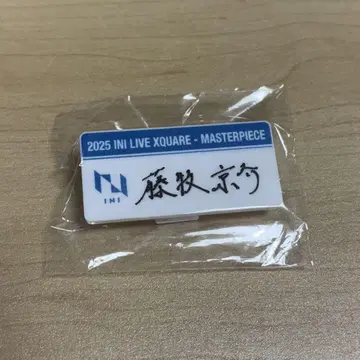 2025 INI LIVE XQUARE - MASTERPIECE
INI
藤牧京介